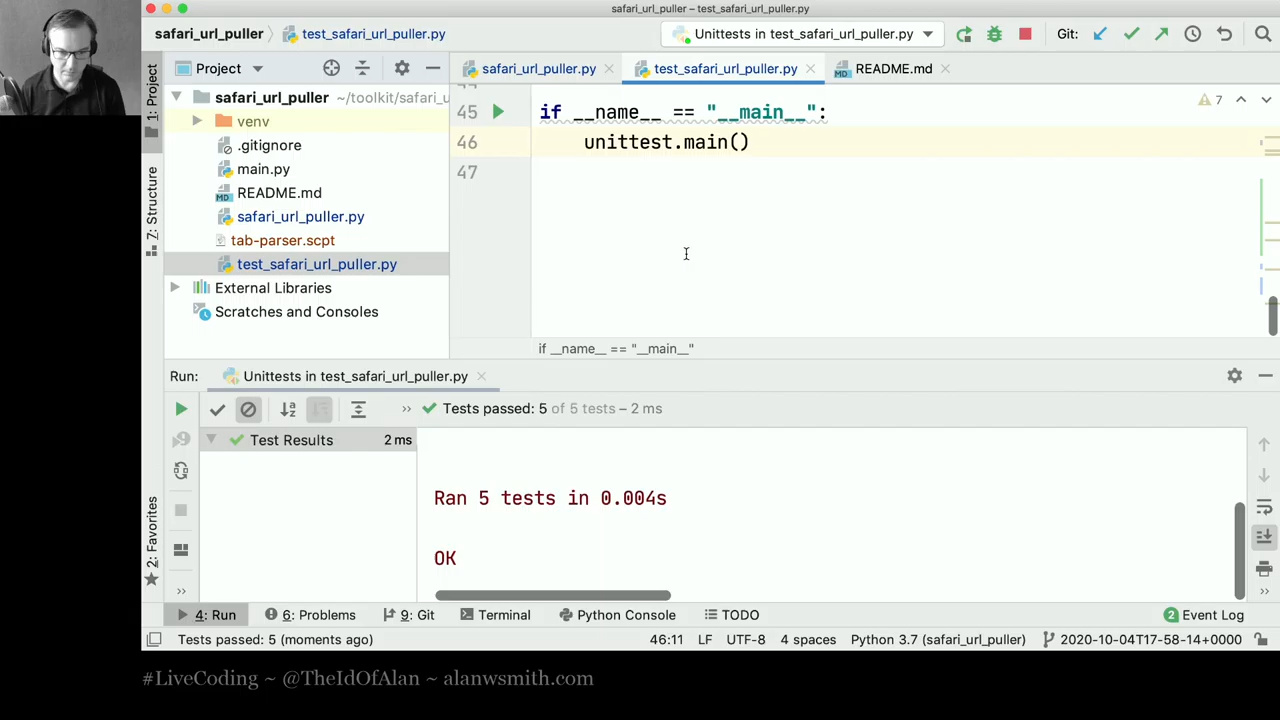 safari_url_puller – test_safari_url_puller.py
safari_url_puller
test_safari_url_puller.py
Unittests in test_safari_url_puller.py
Git:
1: Project
Project
safari_url_puller ~/toolkit/safari_u
venv
.gitignore
main.py
README.md
safari_url_puller.py
tab-parser.scpt
test_safari_url_puller.py
External Libraries
Scratches and Consoles
7: Structure
2: Favorites
safari_url_puller.py
test_safari_url_puller.py
README.md
7
45 if __name__ == "__main__":
46 unittest.main()
47
if __name__ == "__main__"
Run: Unittests in test_safari_url_puller.py
Tests passed: 5 of 5 tests – 2 ms
Test Results 2 ms
Ran 5 tests in 0.004s
OK
4: Run
6: Problems
9: Git
Terminal
Python Console
TODO
2 Event Log
Tests passed: 5 (moments ago)
46:11 LF UTF-8 4 spaces Python 3.7 (safari_url_puller) 2020-10-04T17-58-14+0000
#LiveCoding ~ @TheIdOfAlan ~ alanwsmith.com